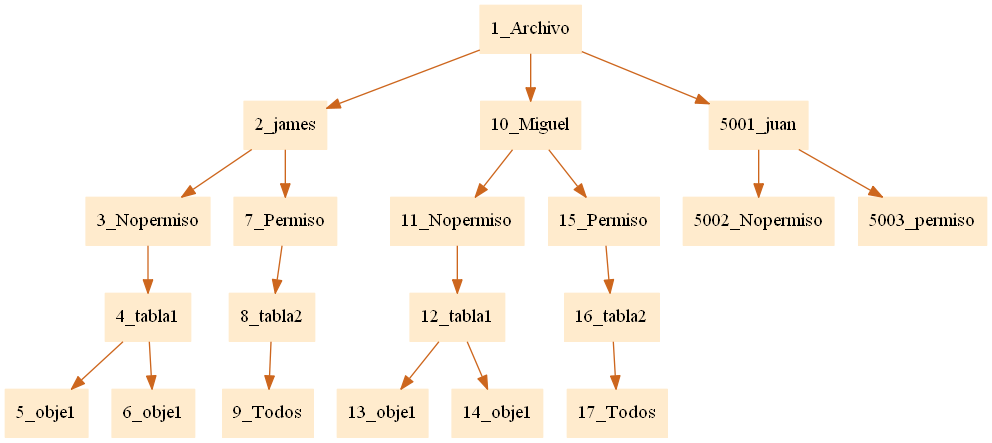 1_Archivo
2_james
10_Miguel
5001_juan
3_Nopermiso
7_Permiso
11_Nopermiso
15_Permiso
5002_Nopermiso
5003_permiso
4_tabla1
8_tabla2
12_tabla1
16_tabla2
5_obje1
6_obje1
9_Todos
13_obje1
14_obje1
17_Todos